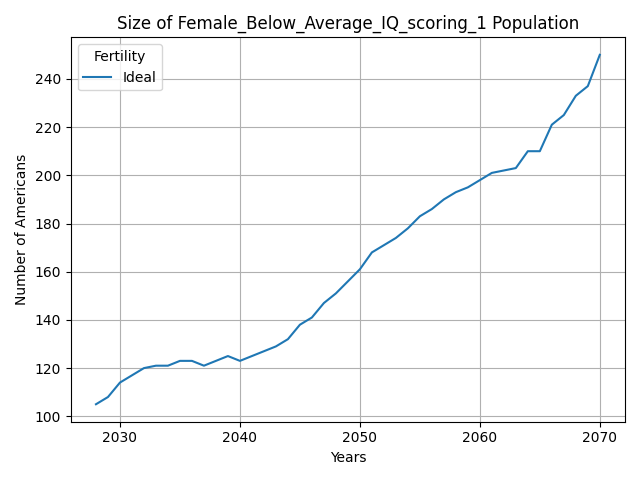 Size of Female_Below_Average_IQ_scoring_1 Population
Fertility
Ideal
Number of Americans
240
220
200
180
160
140
120
100
2030 2040 2050 2060 2070
Years